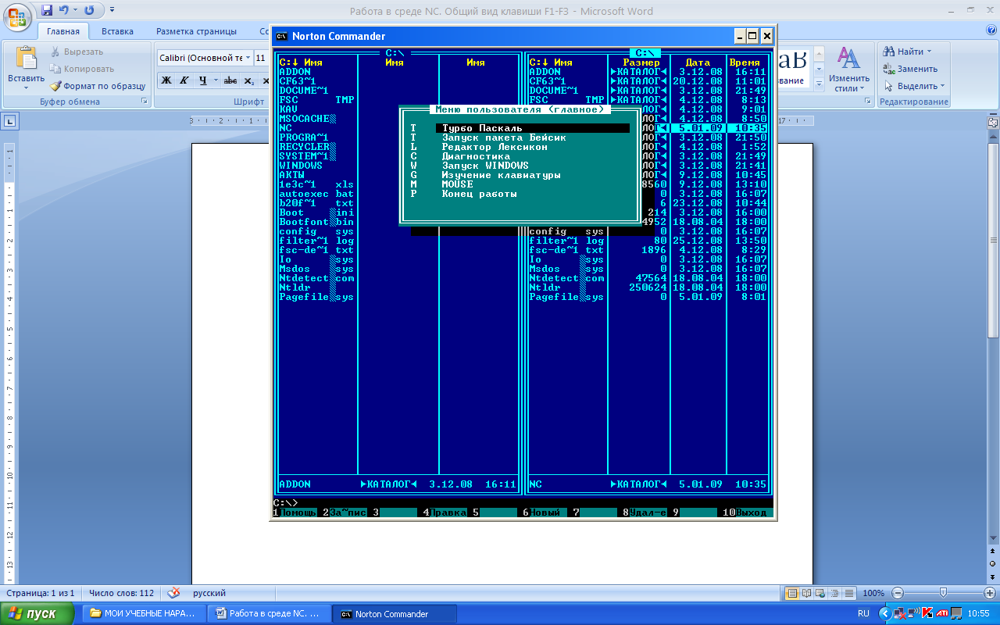 Работа в среде NC. Общий вид клавиши F1-F3 - Microsoft Word
Главная Вставка Разметка страницы
Вставить
Вырезать
Копировать
Формат по образцу
Буфер обмена
Calibri (Основной те 11
Ж К Ч abc x₂
Шрифт
Изменить стили
Найти
Заменить
Выделить
Редактирование
Norton Commander
C:\ C:\
C:↓ Имя Имя Имя C:↓ Имя Размер Дата Время
ADDON ADDON ►КАТАЛОГ◄ 3.12.08 16:11
CF63~1 CF63~1 ►КАТАЛОГ◄ 20.12.08 11:01
DOCUME~1 DOCUME~1 ►КАТАЛОГ◄ 3.12.08 21:49
FSC TMP FSC TMP ►КАТАЛОГ◄ 4.12.08 8:13
KAV 4.12.08 9:01
MSOCACHE ЛОГ◄ 4.12.08 8:50
NC ЛОГ◄ 5.01.09 10:35
PROGRA~1 ЛОГ◄ 3.12.08 21:50
RECYCLER ЛОГ◄ 4.12.08 1:52
SYSTEM~1 ЛОГ◄ 3.12.08 21:49
WINDOWS ЛОГ◄ 3.12.08 21:41
АКТЫ ЛОГ◄ 9.12.08 10:45
1e3c~1 xls 8560 9.12.08 13:10
autoexec bat 0 3.12.08 16:07
b20f~1 txt 6 23.12.08 10:44
Boot ini 214 3.12.08 16:00
Bootfont bin 4952 18.08.04 18:00
config sys config sys 0 3.12.08 16:07
filter~1 log filter~1 log 80 25.12.08 13:50
fsc-de~1 txt fsc-de~1 txt 1896 4.12.08 8:29
Io sys Io sys 0 3.12.08 16:07
Msdos sys Msdos sys 0 3.12.08 16:07
Ntdetect com Ntdetect com 47564 18.08.04 18:00
Ntldr Ntldr 250624 18.08.04 18:00
Pagefile sys Pagefile sys 0 5.01.09 8:01
Меню пользователя (главное)
T Турбо Паскаль
T Запуск пакета Бейсик
L Редактор Лексикон
C Диагностика
W Запуск WINDOWS
G Изучение клавиатуры
M MOUSE
P Конец работы
ADDON ►КАТАЛОГ◄ 3.12.08 16:11 NC ►КАТАЛОГ◄ 5.01.09 10:35
C:\>
1Помощь 2За~пис 3 4Правка 5 6Новый 7 8Удал-е 9 10Выход
Страница: 1 из 1 Число слов: 112 русский 100%
пуск МОИ УЧЕБНЫЕ НАРА... Работа в среде NC. ... Norton Commander RU 10:55